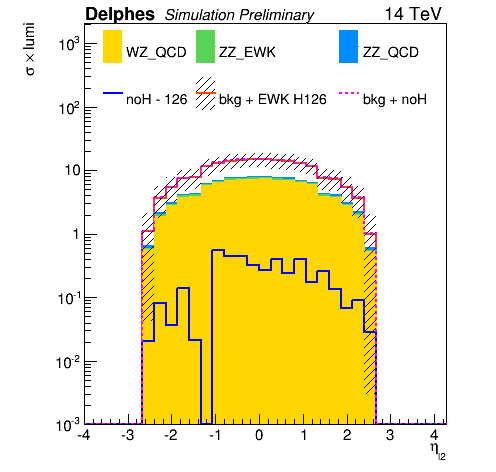 Delphes Simulation Preliminary 14 TeV
σ × lumi
WZ_QCD ZZ_EWK ZZ_QCD
noH - 126 bkg + EWK H126 bkg + noH
10³
10²
10
1
10⁻¹
10⁻²
10⁻³
-4 -3 -2 -1 0 1 2 3 4
η_l2